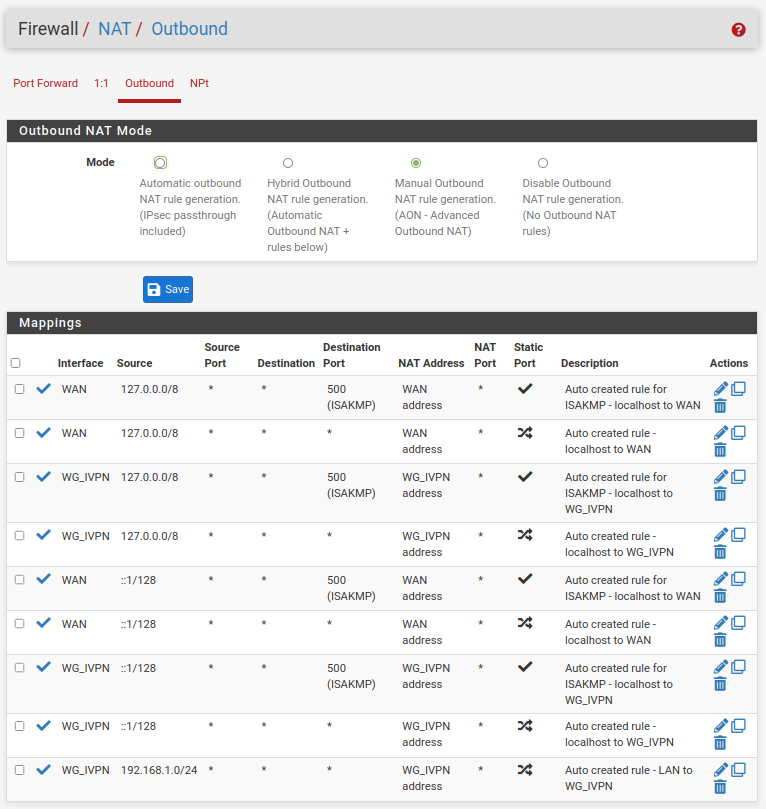 Firewall / NAT / Outbound
Port Forward 1:1 Outbound NPt
Outbound NAT Mode
Mode
Automatic outbound
NAT rule generation.
(IPsec passthrough
included)
Hybrid Outbound
NAT rule generation.
(Automatic
Outbound NAT +
rules below)
Manual Outbound
NAT rule generation.
(AON - Advanced
Outbound NAT)
Disable Outbound
NAT rule generation.
(No Outbound NAT
rules)
Save
Mappings
Interface Source Source Port Destination Destination Port NAT Address NAT Port Static Port Description Actions
WAN 127.0.0.0/8 * * 500 WAN * Auto created rule for
(ISAKMP) address ISAKMP - localhost to WAN
WAN 127.0.0.0/8 * * * WAN * Auto created rule -
address localhost to WAN
WG_IVPN 127.0.0.0/8 * * 500 WG_IVPN * Auto created rule for
(ISAKMP) address ISAKMP - localhost to
WG_IVPN
WG_IVPN 127.0.0.0/8 * * * WG_IVPN * Auto created rule -
address localhost to WG_IVPN
WAN ::1/128 * * 500 WAN * Auto created rule for
(ISAKMP) address ISAKMP - localhost to WAN
WAN ::1/128 * * * WAN * Auto created rule -
address localhost to WAN
WG_IVPN ::1/128 * * 500 WG_IVPN * Auto created rule for
(ISAKMP) address ISAKMP - localhost to
WG_IVPN
WG_IVPN ::1/128 * * * WG_IVPN * Auto created rule -
address localhost to WG_IVPN
WG_IVPN 192.168.1.0/24 * * * WG_IVPN * Auto created rule - LAN to
address WG_IVPN